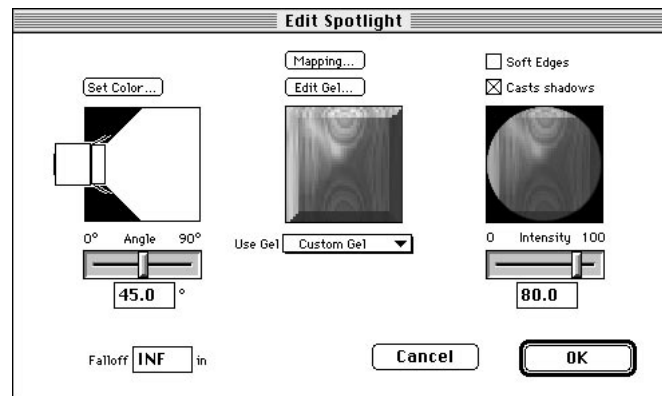 Edit Spotlight
Mapping...
Soft Edges
Set Color...
Edit Gel...
Casts shadows
0° Angle 90°
Use Gel Custom Gel
0 Intensity 100
45.0 °
80.0
Falloff INF in
Cancel
OK